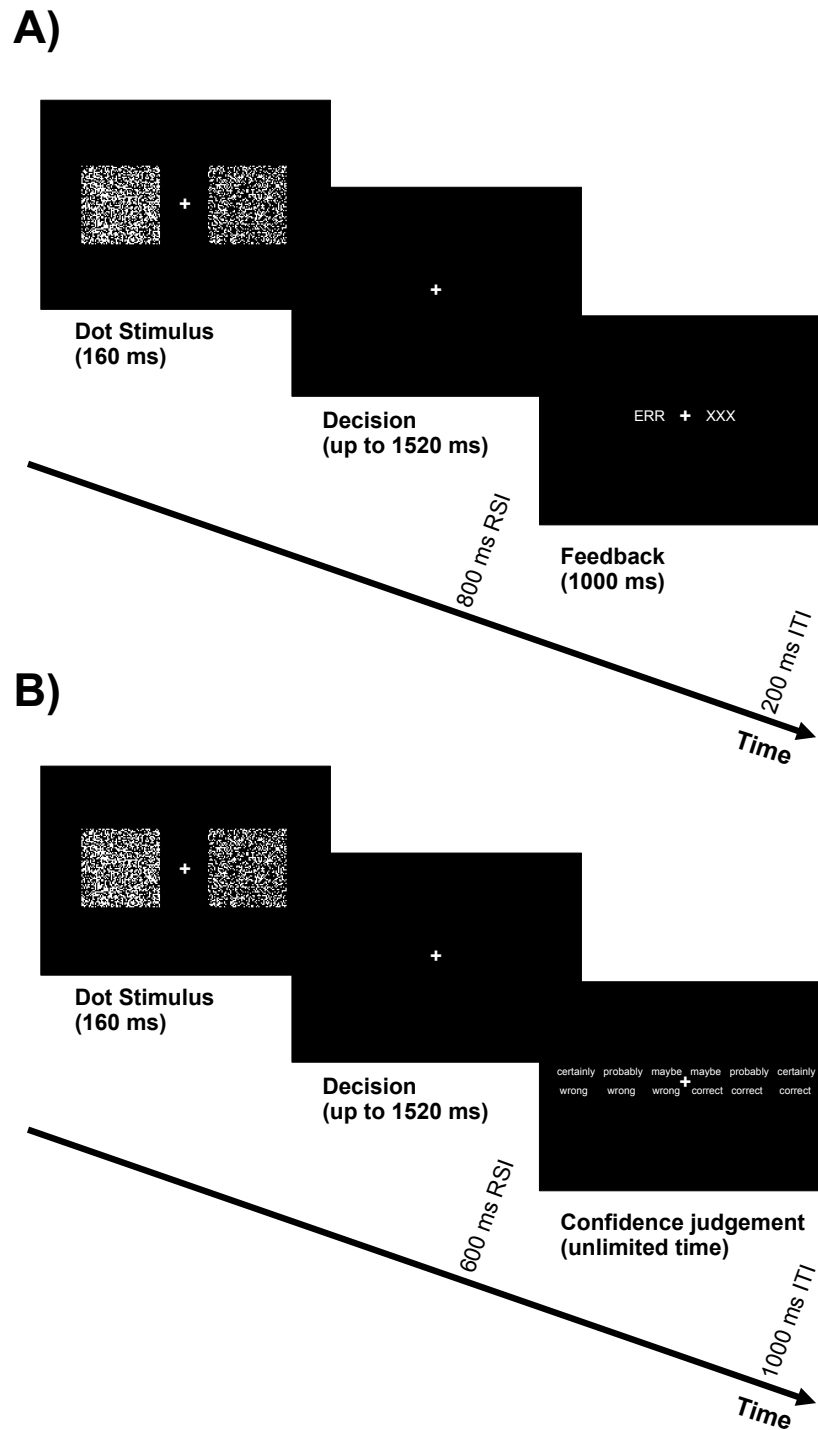 A)
+
Dot Stimulus
(160 ms)
+
Decision
(up to 1520 ms)
ERR + XXX
800 ms RSI
Feedback
(1000 ms)
200 ms ITI
Time
B)
+
Dot Stimulus
(160 ms)
+
Decision
(up to 1520 ms)
certainly probably maybe maybe probably certainly
+
wrong wrong wrong correct correct correct
600 ms RSI
Confidence judgement
(unlimited time)
1000 ms ITI
Time